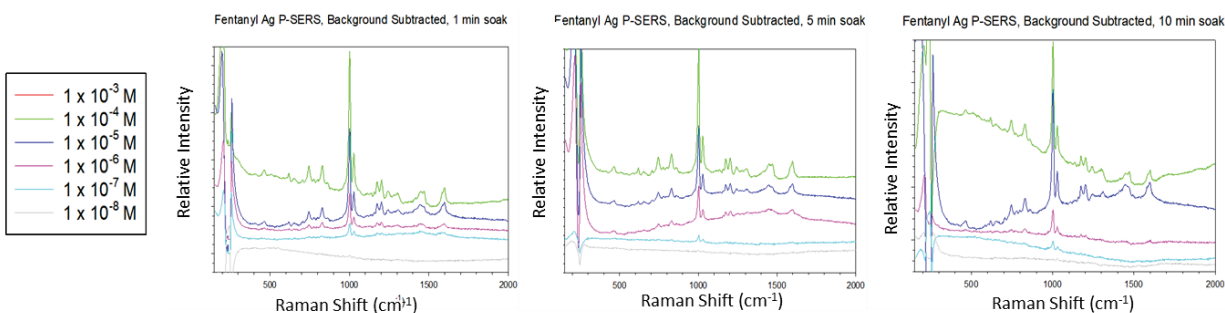 Fentanyl Ag P-SERS, Background Subtracted, 1 min soak
Fentanyl Ag P-SERS, Background Subtracted, 5 min soak
Fentanyl Ag P-SERS, Background Subtracted, 10 min soak
1 x 10⁻³ M
1 x 10⁻⁴ M
1 x 10⁻⁵ M
1 x 10⁻⁶ M
1 x 10⁻⁷ M
1 x 10⁻⁸ M
Relative Intensity
Relative Intensity
Relative Intensity
500 1000 1500 2000
500 1000 1500 2000
500 1000 1500 2000
Raman Shift (cm⁻¹)
Raman Shift (cm⁻¹)
Raman Shift (cm⁻¹)